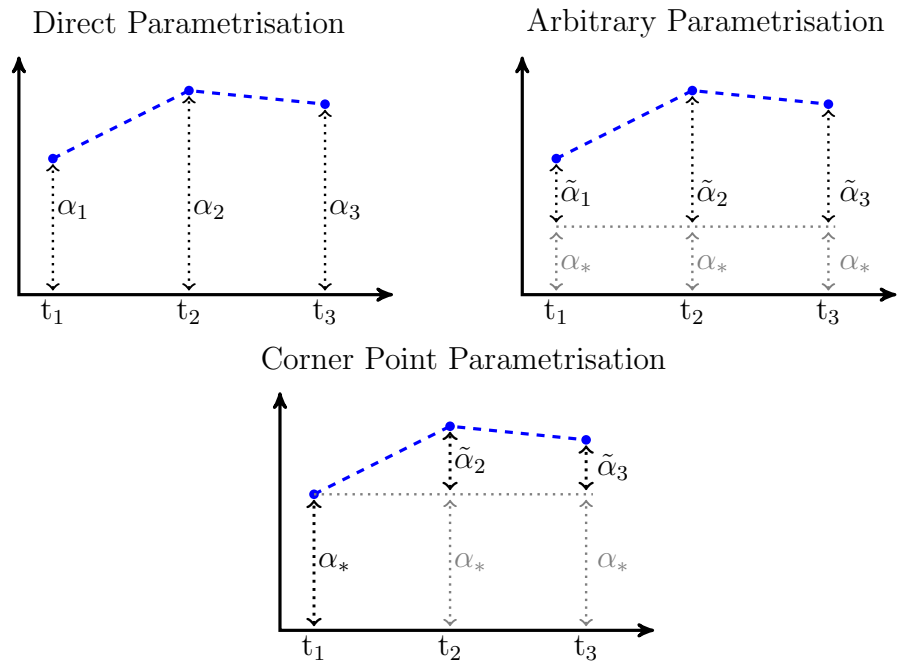 Direct Parametrisation
α₁ α₂ α₃
t₁ t₂ t₃
Arbitrary Parametrisation
α̃₁ α̃₂ α̃₃
α⁎ α⁎ α⁎
t₁ t₂ t₃
Corner Point Parametrisation
α̃₂ α̃₃
α⁎ α⁎ α⁎
t₁ t₂ t₃